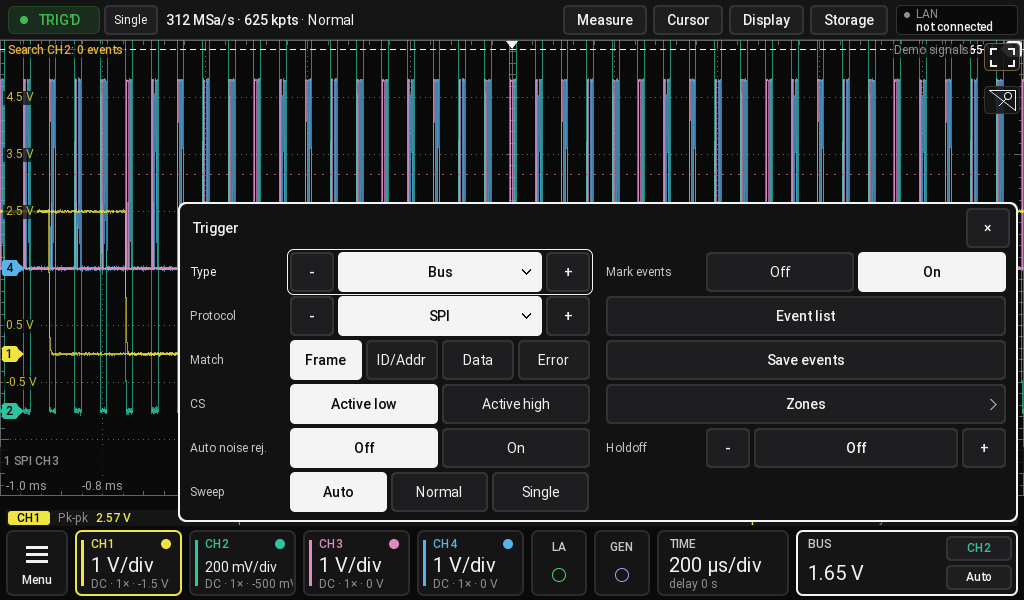 TRIG'D
Single
312 MSa/s · 625 kpts · Normal
Measure
Cursor
Display
Storage
LAN
not connected
Search CH2: 0 events
Demo signals
4.5 V
3.5 V
2.5 V
4
0.5 V
1
-0.5 V
2
1 SPI CH3
-1.0 ms
-0.8 ms
Trigger
×
Type
-
Bus
+
Mark events
Off
On
Protocol
-
SPI
+
Event list
Match
Frame
ID/Addr
Data
Error
Save events
CS
Active low
Active high
Zones
Auto noise rej.
Off
On
Holdoff
-
Off
+
Sweep
Auto
Normal
Single
CH1
Pk-pk
2.57 V
Menu
CH1
1 V/div
DC · 1× · -1.5 V
CH2
200 mV/div
DC · 1× · -500 mV
CH3
1 V/div
DC · 1× · 0 V
CH4
1 V/div
DC · 1× · 0 V
LA
GEN
TIME
200 µs/div
delay 0 s
BUS
1.65 V
CH2
Auto